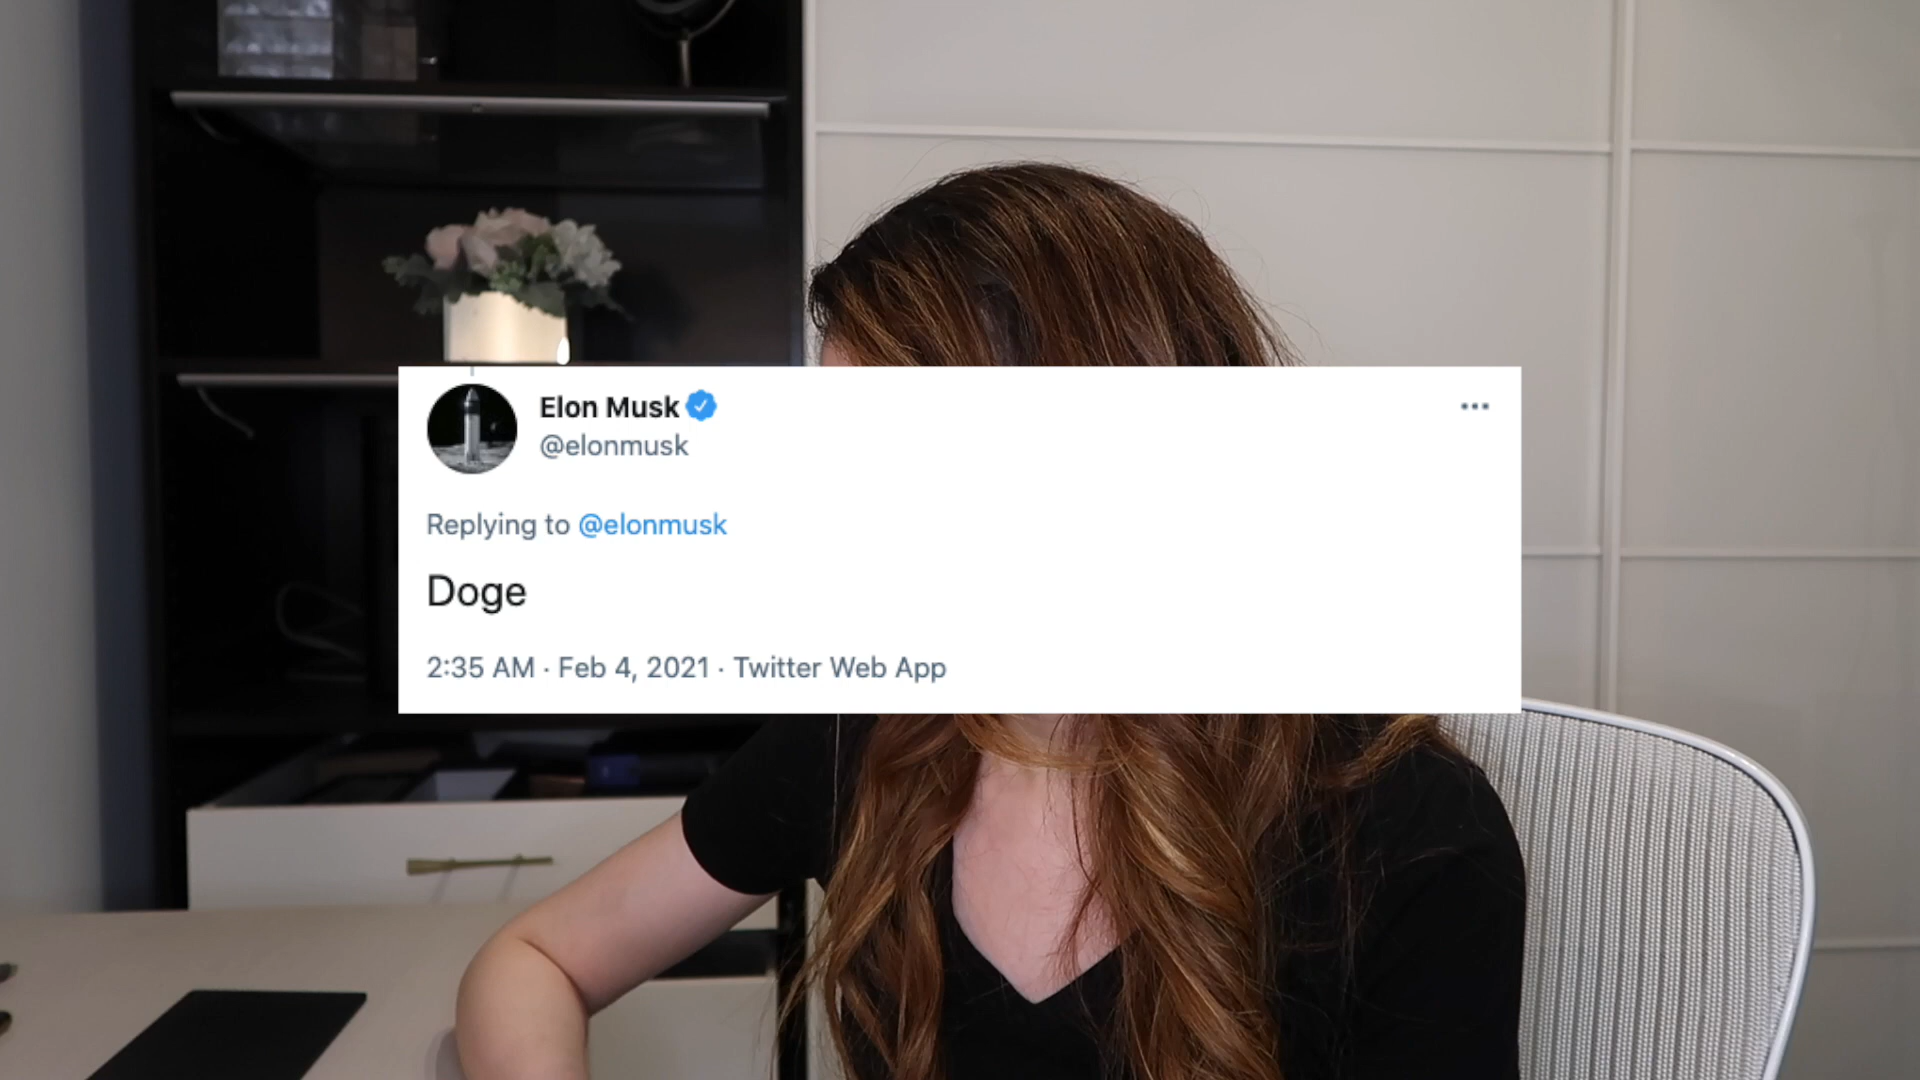 Elon Musk
@elonmusk
Replying to @elonmusk
Doge
2:35 AM · Feb 4, 2021 · Twitter Web App